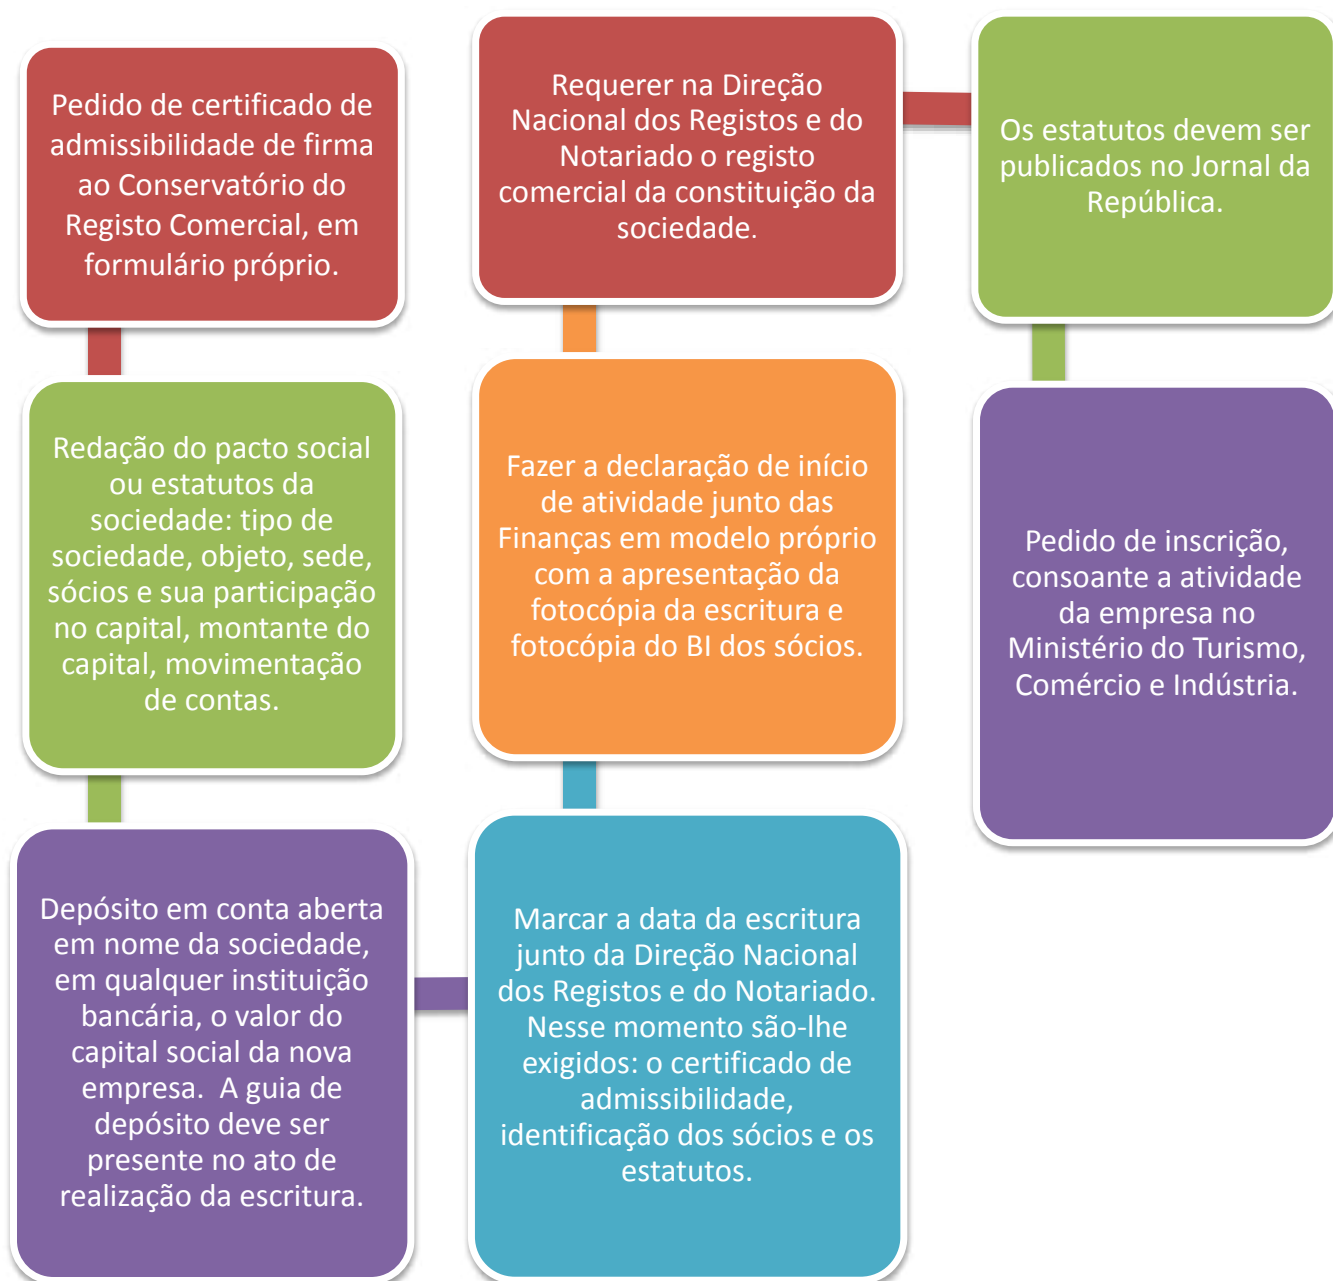 Pedido de certificado de
admissibilidade de firma
ao Conservatório do
Registo Comercial, em
formulário próprio.
Redação do pacto social
ou estatutos da
sociedade: tipo de
sociedade, objeto, sede,
sócios e sua participação
no capital, montante do
capital, movimentação
de contas.
Depósito em conta aberta
em nome da sociedade,
em qualquer instituição
bancária, o valor do
capital social da nova
empresa.  A guia de
depósito deve ser
presente no ato de
realização da escritura.
Marcar a data da escritura
junto da Direção Nacional
dos Registos e do Notariado.
Nesse momento são-lhe
exigidos: o certificado de
admissibilidade,
identificação dos sócios e os
estatutos.
Fazer a declaração de início
de atividade junto das
Finanças em modelo próprio
com a apresentação da
fotocópia da escritura e
fotocópia do BI dos sócios.
Requerer na Direção
Nacional dos Registos e do
Notariado o registo
comercial da constituição da
sociedade.
Os estatutos devem ser
publicados no Jornal da
República.
Pedido de inscrição,
consoante a atividade
da empresa no
Ministério do Turismo,
Comércio e Indústria.